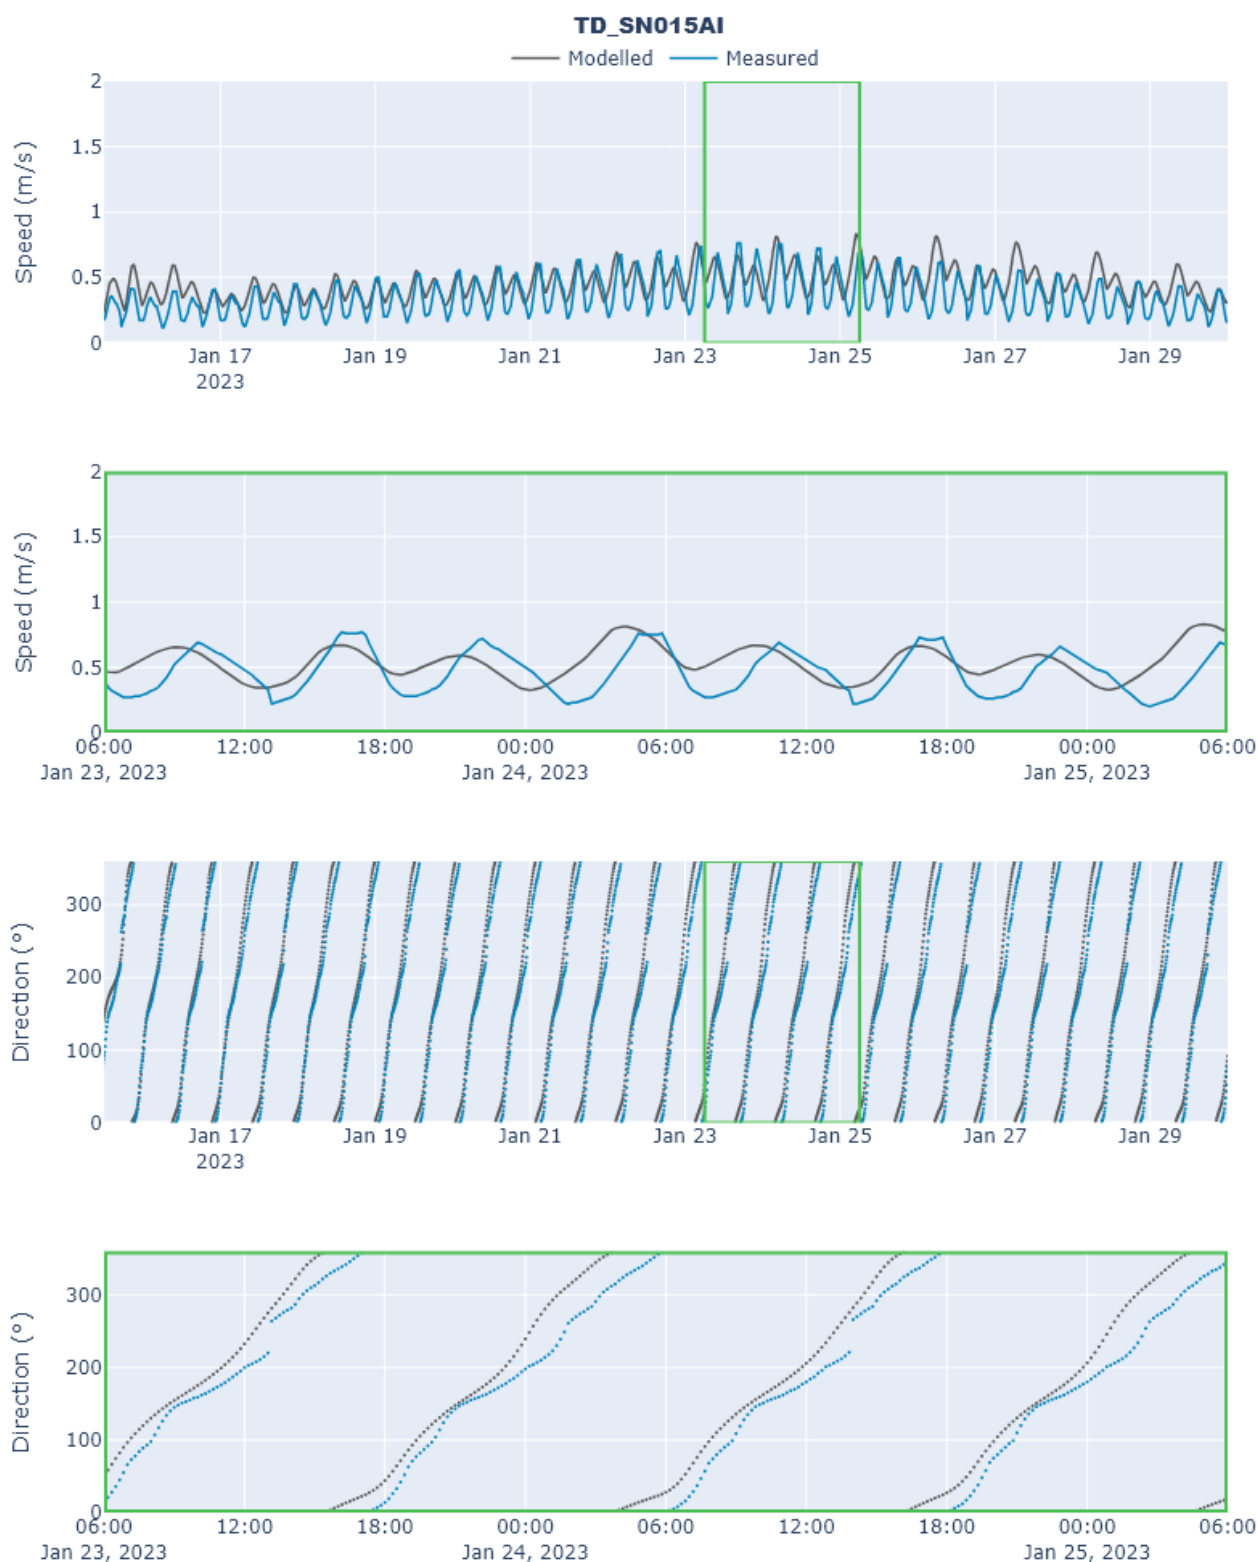 TD_SN015AI
Modelled Measured
Speed (m/s)
2
1.5
1
0.5
0
Jan 17 Jan 19 Jan 21 Jan 23 Jan 25 Jan 27 Jan 29
2023
Speed (m/s)
2
1.5
1
0.5
0
06:00 12:00 18:00 00:00 06:00 12:00 18:00 00:00 06:00
Jan 23, 2023 Jan 24, 2023 Jan 25, 2023
Direction (°)
300
200
100
0
Jan 17 Jan 19 Jan 21 Jan 23 Jan 25 Jan 27 Jan 29
2023
Direction (°)
300
200
100
0
06:00 12:00 18:00 00:00 06:00 12:00 18:00 00:00 06:00
Jan 23, 2023 Jan 24, 2023 Jan 25, 2023